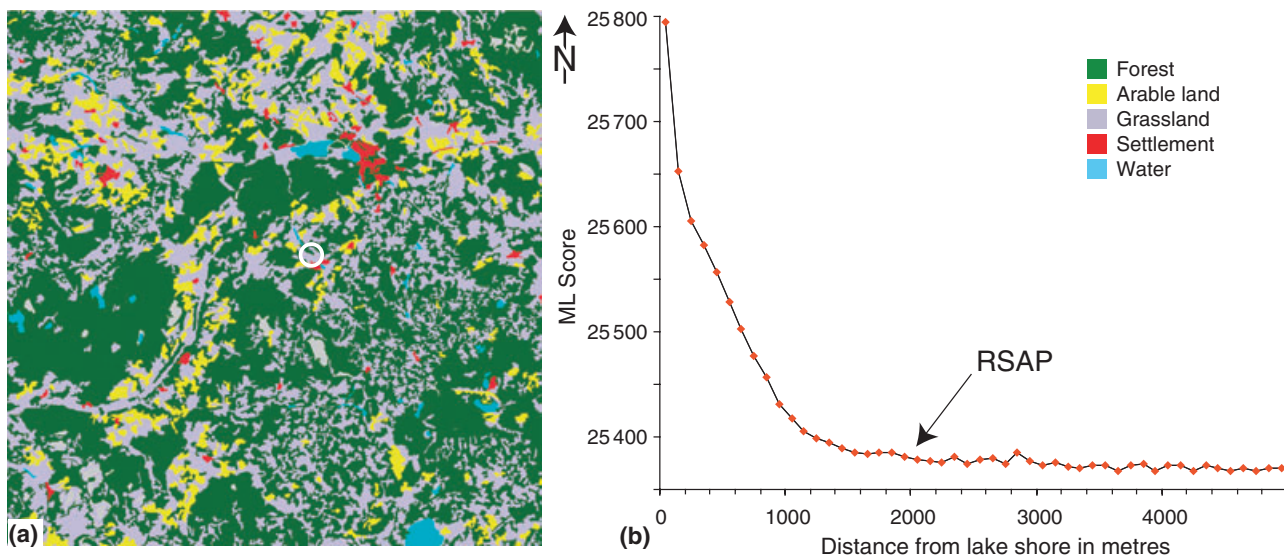 (a)
N
25 800
25 700
25 600
25 500
25 400
ML Score
Forest
Arable land
Grassland
Settlement
Water
RSAP
0 1000 2000 3000 4000
(b) Distance from lake shore in metres